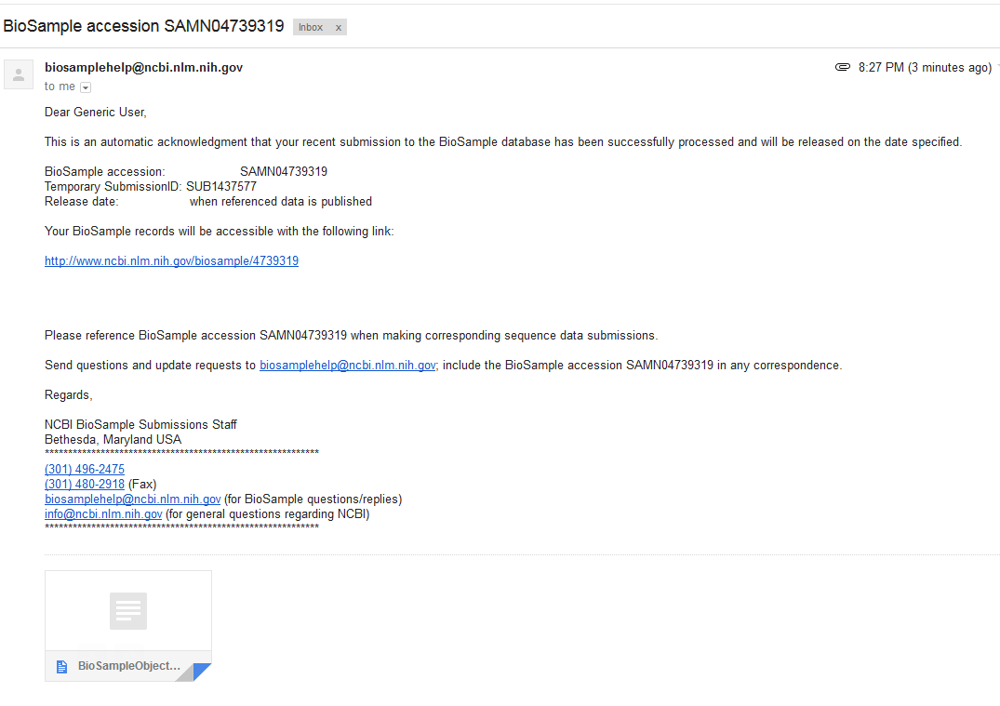 BioSample accession SAMN04739319 Inbox x
biosamplehelp@ncbi.nlm.nih.gov 8:27 PM (3 minutes ago)
to me
Dear Generic User,
This is an automatic acknowledgment that your recent submission to the BioSample database has been successfully processed and will be released on the date specified.
BioSample accession: SAMN04739319
Temporary SubmissionID: SUB1437577
Release date: when referenced data is published
Your BioSample records will be accessible with the following link:
http://www.ncbi.nlm.nih.gov/biosample/4739319
Please reference BioSample accession SAMN04739319 when making corresponding sequence data submissions.
Send questions and update requests to biosamplehelp@ncbi.nlm.nih.gov; include the BioSample accession SAMN04739319 in any correspondence.
Regards,
NCBI BioSample Submissions Staff
Bethesda, Maryland USA
***********************************************************
(301) 496-2475
(301) 480-2918 (Fax)
biosamplehelp@ncbi.nlm.nih.gov (for BioSample questions/replies)
info@ncbi.nlm.nih.gov (for general questions regarding NCBI)
***********************************************************
BioSampleObject...